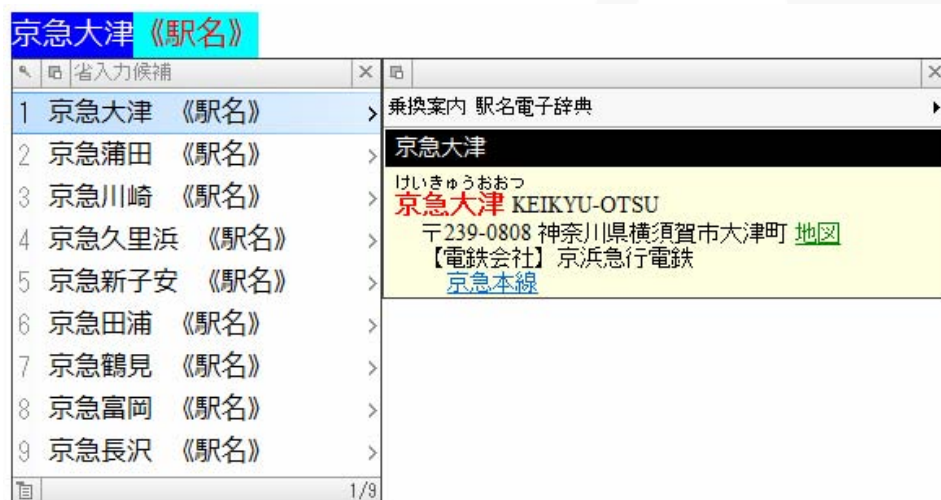 京急大津《駅名》
省入力候補
1 京急大津 《駅名》
2 京急蒲田 《駅名》
3 京急川崎 《駅名》
4 京急久里浜 《駅名》
5 京急新子安 《駅名》
6 京急田浦 《駅名》
7 京急鶴見 《駅名》
8 京急富岡 《駅名》
9 京急長沢 《駅名》
1/9
乗換案内 駅名電子辞典
京急大津
けいきゅうおおつ
京急大津 KEIKYU-OTSU
〒239-0808 神奈川県横須賀市大津町 地図
【電鉄会社】京浜急行電鉄
京急本線